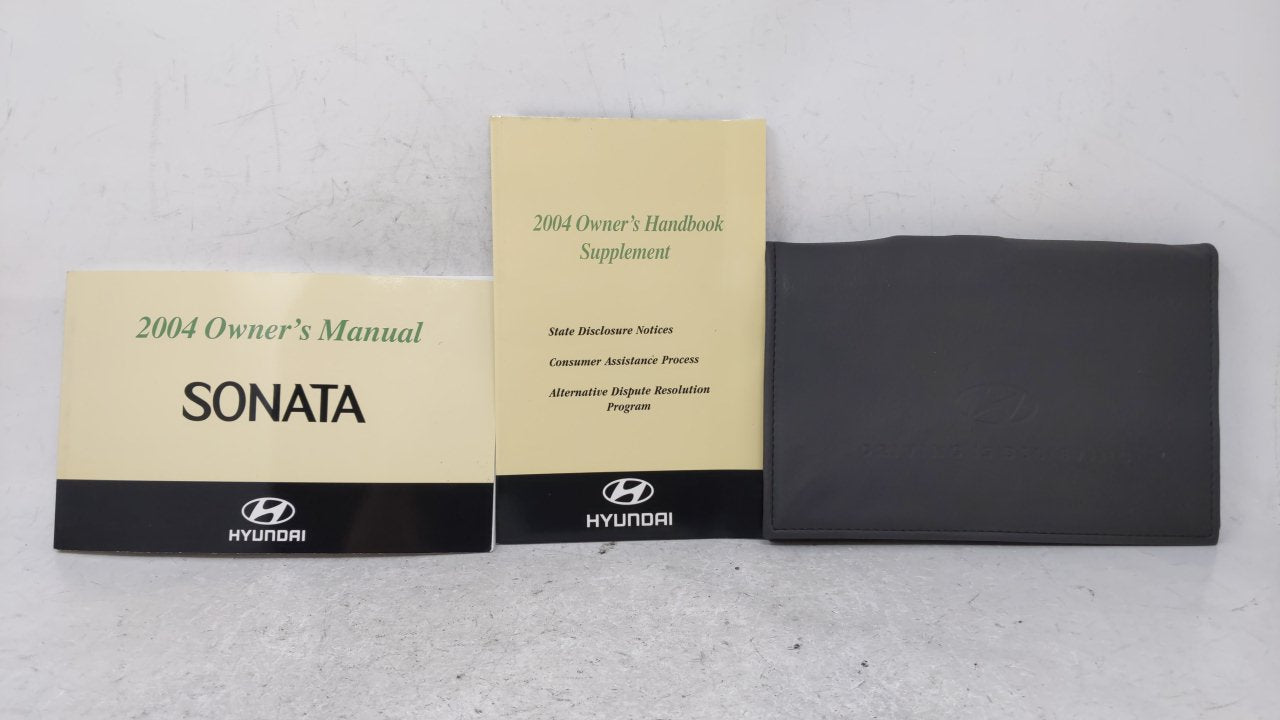 2004 Owner's Manual
SONATA
HYUNDAI
2004 Owner's Handbook
Supplement
State Disclosure Notices
Consumer Assistance Process
Alternative Dispute Resolution
Program
HYUNDAI